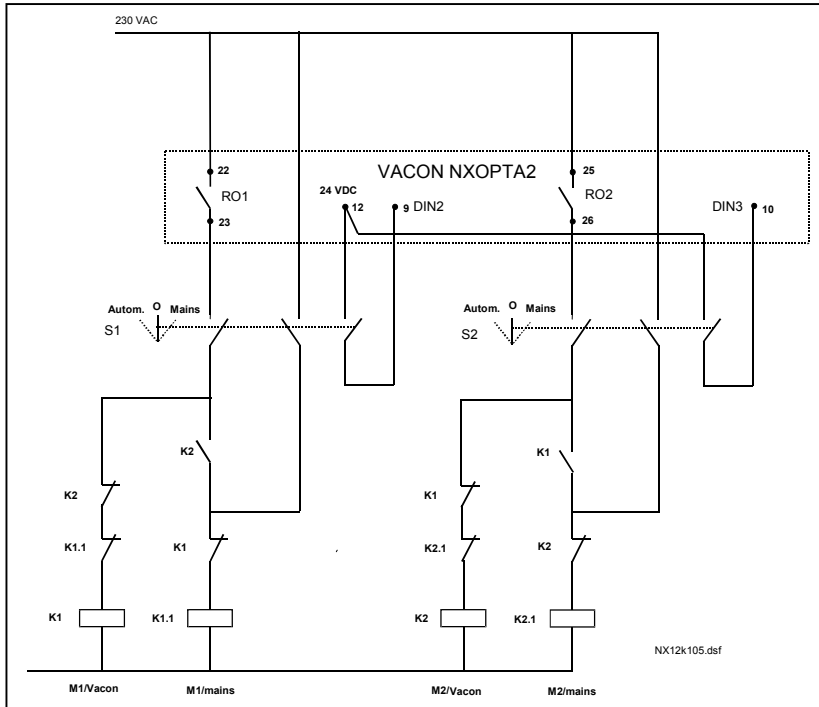 230 VAC
VACON NXOPTA2
22
RO1
23
24 VDC
12
9 DIN2
25
RO2
26
DIN3 10
Autom. O Mains
S1
Autom. O Mains
S2
K2
K1
K2
K1
K1.1
K1
K2.1
K2
K1
K1.1
K2
K2.1
NX12k105.dsf
M1/Vacon
M1/mains
M2/Vacon
M2/mains